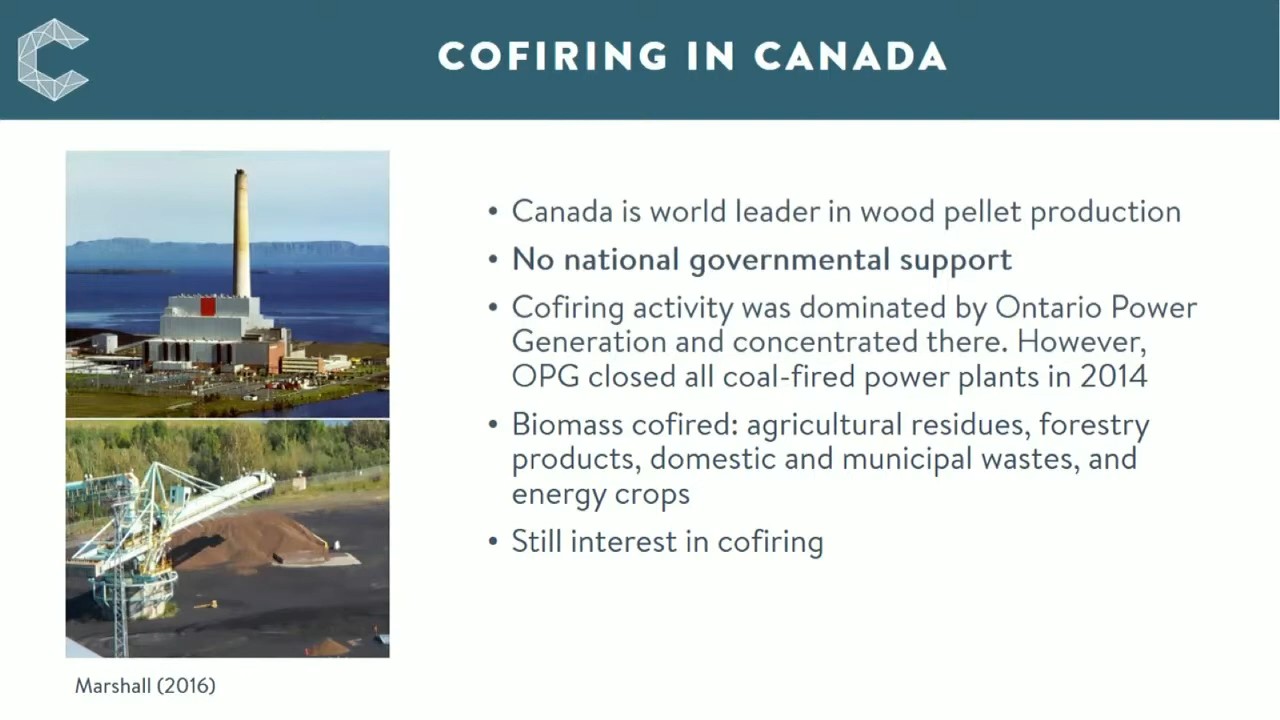 COFIRING IN CANADA
• Canada is world leader in wood pellet production
• No national governmental support
• Cofiring activity was dominated by Ontario Power
Generation and concentrated there. However,
OPG closed all coal-fired power plants in 2014
• Biomass cofired: agricultural residues, forestry
products, domestic and municipal wastes, and
energy crops
• Still interest in cofiring
Marshall (2016)